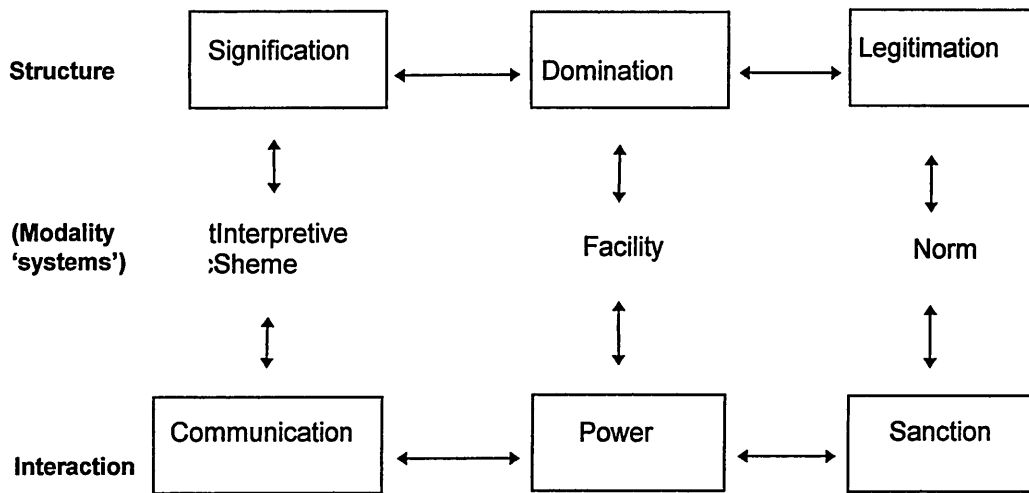 Structure
Signification
Domination
Legitimation
(Modality
‘systems’)
tInterpretive
:Sheme
Facility
Norm
Interaction
Communication
Power
Sanction